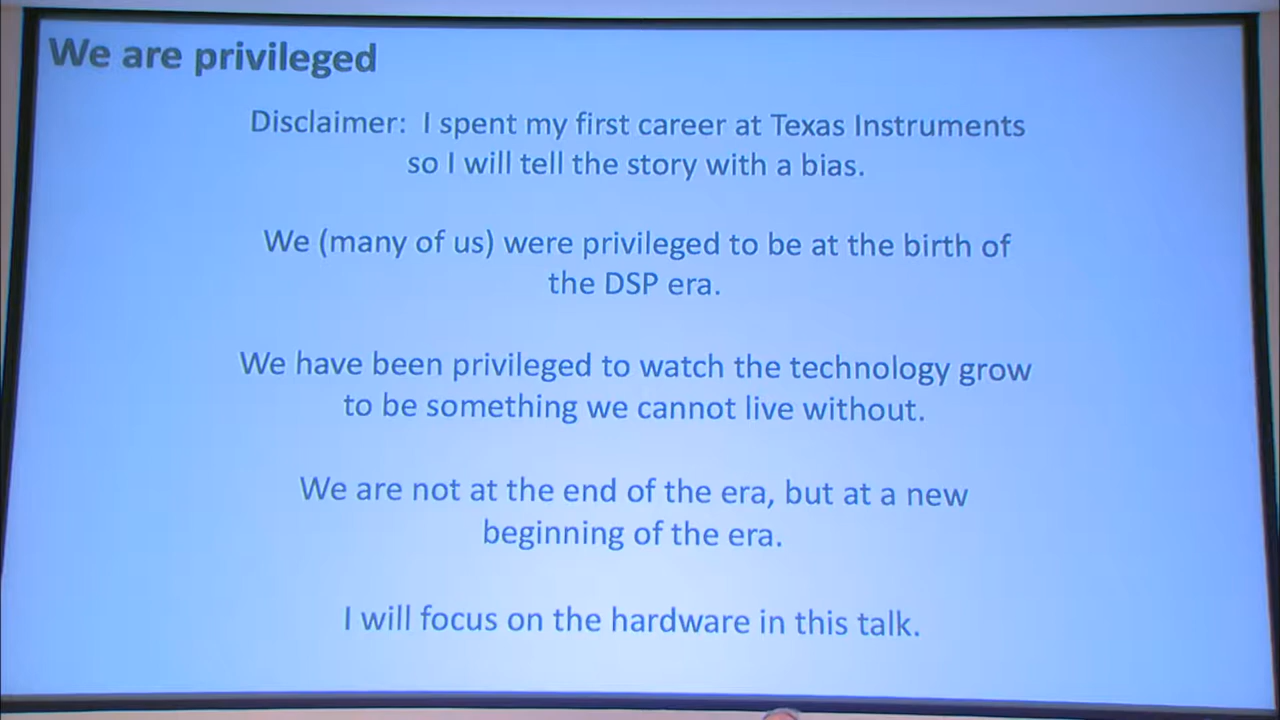 We are privileged
Disclaimer:  I spent my first career at Texas Instruments
so I will tell the story with a bias.
We (many of us) were privileged to be at the birth of
the DSP era.
We have been privileged to watch the technology grow
to be something we cannot live without.
We are not at the end of the era, but at a new
beginning of the era.
I will focus on the hardware in this talk.